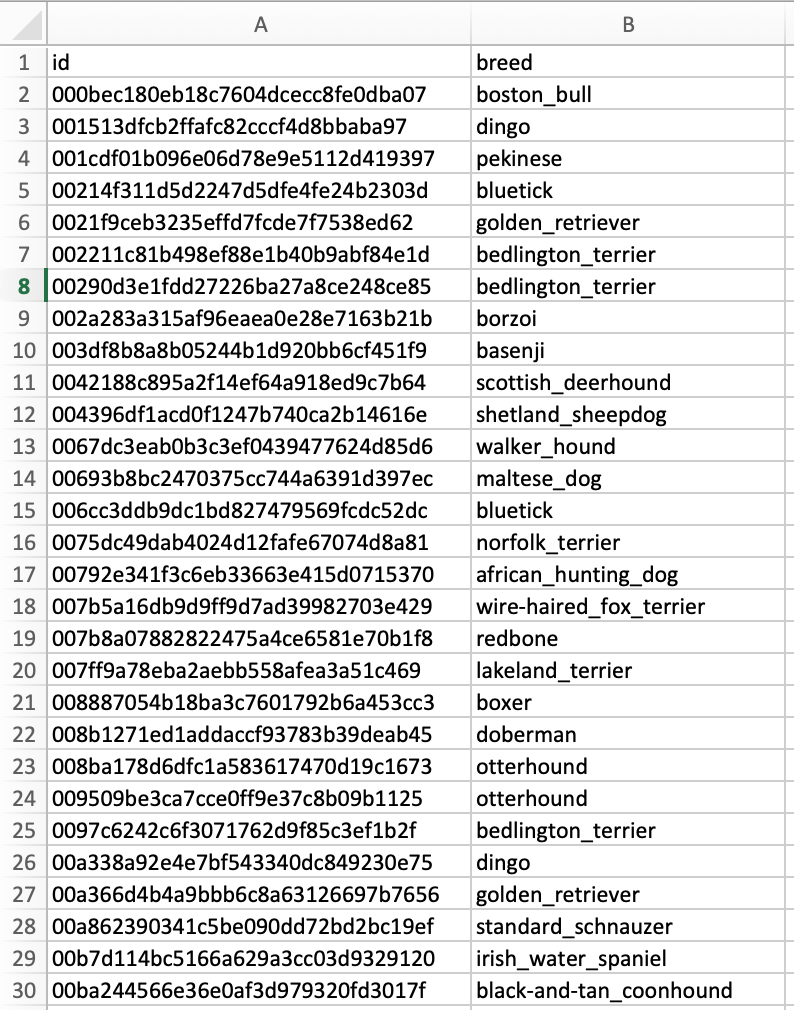 A B
1 id breed
2 000bec180eb18c7604dcecc8fe0dba07 boston_bull
3 001513dfcb2ffafc82cccf4d8bbaba97 dingo
4 001cdf01b096e06d78e9e5112d419397 pekinese
5 00214f311d5d2247d5dfe4fe24b2303d bluetick
6 0021f9ceb3235effd7fcde7f7538ed62 golden_retriever
7 002211c81b498ef88e1b40b9abf84e1d bedlington_terrier
8 00290d3e1fdd27226ba27a8ce248ce85 bedlington_terrier
9 002a283a315af96eaea0e28e7163b21b borzoi
10 003df8b8a8b05244b1d920bb6cf451f9 basenji
11 0042188c895a2f14ef64a918ed9c7b64 scottish_deerhound
12 004396df1acd0f1247b740ca2b14616e shetland_sheepdog
13 0067dc3eab0b3c3ef0439477624d85d6 walker_hound
14 00693b8bc2470375cc744a6391d397ec maltese_dog
15 006cc3ddb9dc1bd827479569fcdc52dc bluetick
16 0075dc49dab4024d12fafe67074d8a81 norfolk_terrier
17 00792e341f3c6eb33663e415d0715370 african_hunting_dog
18 007b5a16db9d9ff9d7ad39982703e429 wire-haired_fox_terrier
19 007b8a07882822475a4ce6581e70b1f8 redbone
20 007ff9a78eba2aebb558afea3a51c469 lakeland_terrier
21 008887054b18ba3c7601792b6a453cc3 boxer
22 008b1271ed1addaccf93783b39deab45 doberman
23 008ba178d6dfc1a583617470d19c1673 otterhound
24 009509be3ca7cce0ff9e37c8b09b1125 otterhound
25 0097c6242c6f3071762d9f85c3ef1b2f bedlington_terrier
26 00a338a92e4e7bf543340dc849230e75 dingo
27 00a366d4b4a9bbb6c8a63126697b7656 golden_retriever
28 00a862390341c5be090dd72bd2bc19ef standard_schnauzer
29 00b7d114bc5166a629a3cc03d9329120 irish_water_spaniel
30 00ba244566e36e0af3d979320fd3017f black-and-tan_coonhound